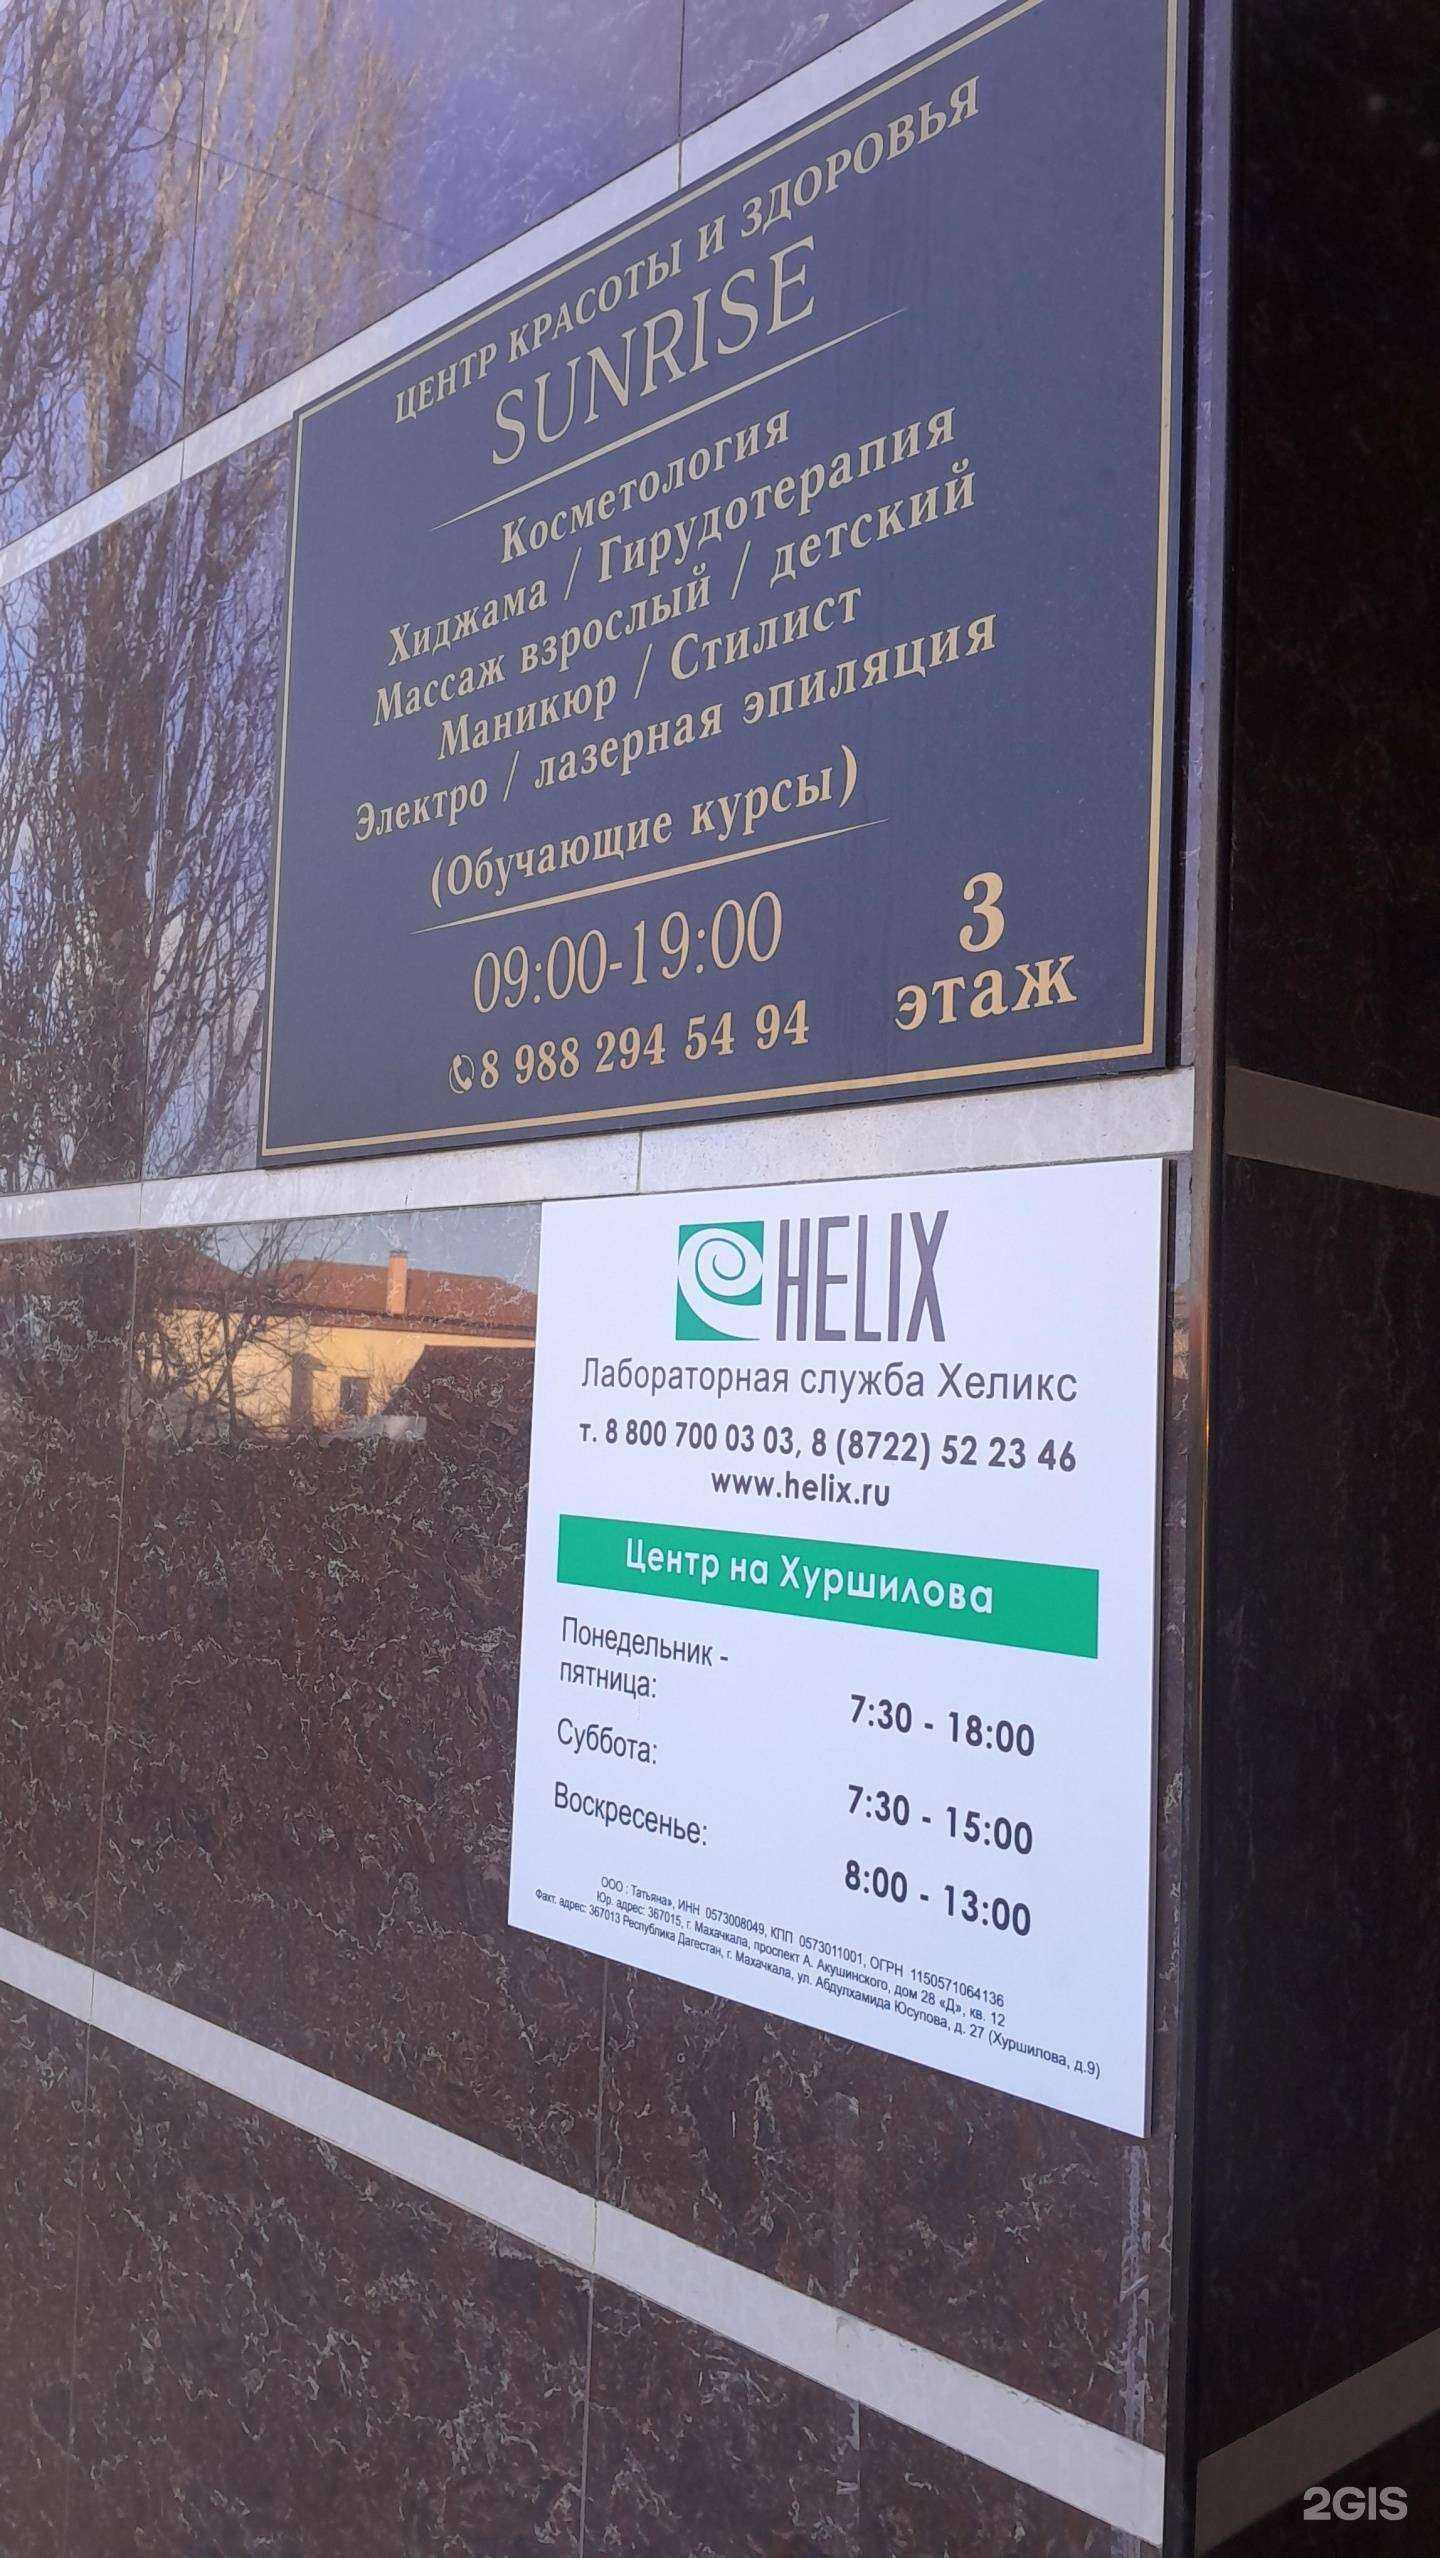 ЦЕНТР КРАСОТЫ И ЗДОРОВЬЯ
SUNRISE
Косметология
Хиджама / Гирудотерапия
Массаж взрослый / детский
Маникюр / Стилист
Электро / лазерная эпиляция
(Обучающие курсы)
09:00-19:00
8 988 294 54 94
3
этаж
HELIX
Лабораторная служба Хеликс
т. 8 800 700 03 03, 8 (8722) 52 23 46
www.helix.ru
Центр на Хуршилова
Понедельник -
пятница:
7:30 - 18:00
Суббота:
7:30 - 15:00
Воскресенье:
8:00 - 13:00
ООО : Татьяна», ИНН 0573008049, КПП 0573011001, ОГРН 1150571064136
Юр. адрес: 367015, г. Махачкала, проспект А. Акушинского, дом 28 «Д», кв. 12
Факт. адрес: 367013 Республика Дагестан, г. Махачкала, ул. Абдулхамида Юсупова, д. 27 (Хуршилова, д.9)
2GIS